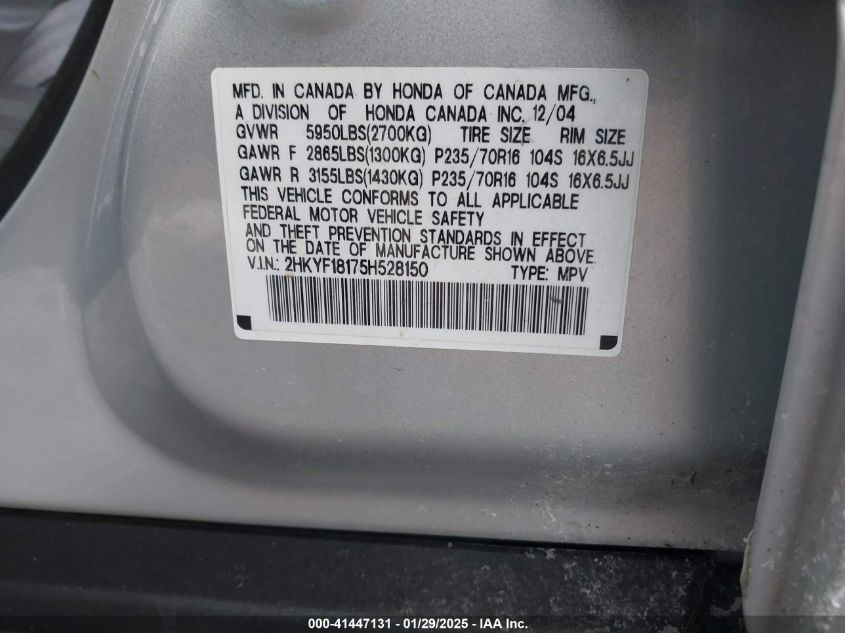 MFD. IN CANADA BY HONDA OF CANADA MFG.,
A DIVISION OF HONDA CANADA INC. 12/04
GVWR 5950LBS(2700KG) TIRE SIZE RIM SIZE
GAWR F 2865LBS(1300KG) P235/70R16 104S 16X6.5JJ
GAWR R 3155LBS(1430KG) P235/70R16 104S 16X6.5JJ
THIS VEHICLE CONFORMS TO ALL APPLICABLE
FEDERAL MOTOR VEHICLE SAFETY
AND THEFT PREVENTION STANDARDS IN EFFECT
ON THE DATE OF MANUFACTURE SHOWN ABOVE.
V.I.N.: 2HKYF18175H528150 TYPE: MPV
000-41447131 - 01/29/2025 - © IAA, Inc.